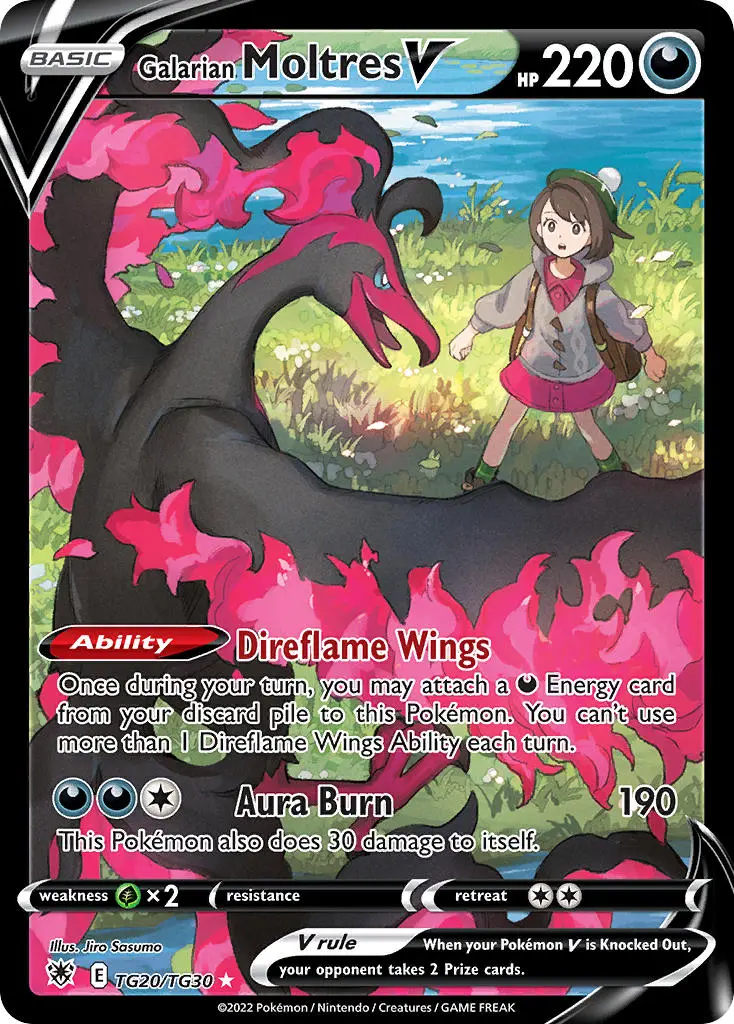 BASIC
Galarian Moltres V
HP 220
Ability Direflame Wings
Once during your turn, you may attach a Energy card
from your discard pile to this Pokémon. You can't use
more than 1 Direflame Wings Ability each turn.
Aura Burn 190
This Pokémon also does 30 damage to itself.
weakness ×2 resistance retreat
Illus. Jiro Sasumo
V rule When your Pokémon V is Knocked Out,
your opponent takes 2 Prize cards.
E TG20/TG30
©2022 Pokémon / Nintendo / Creatures / GAME FREAK